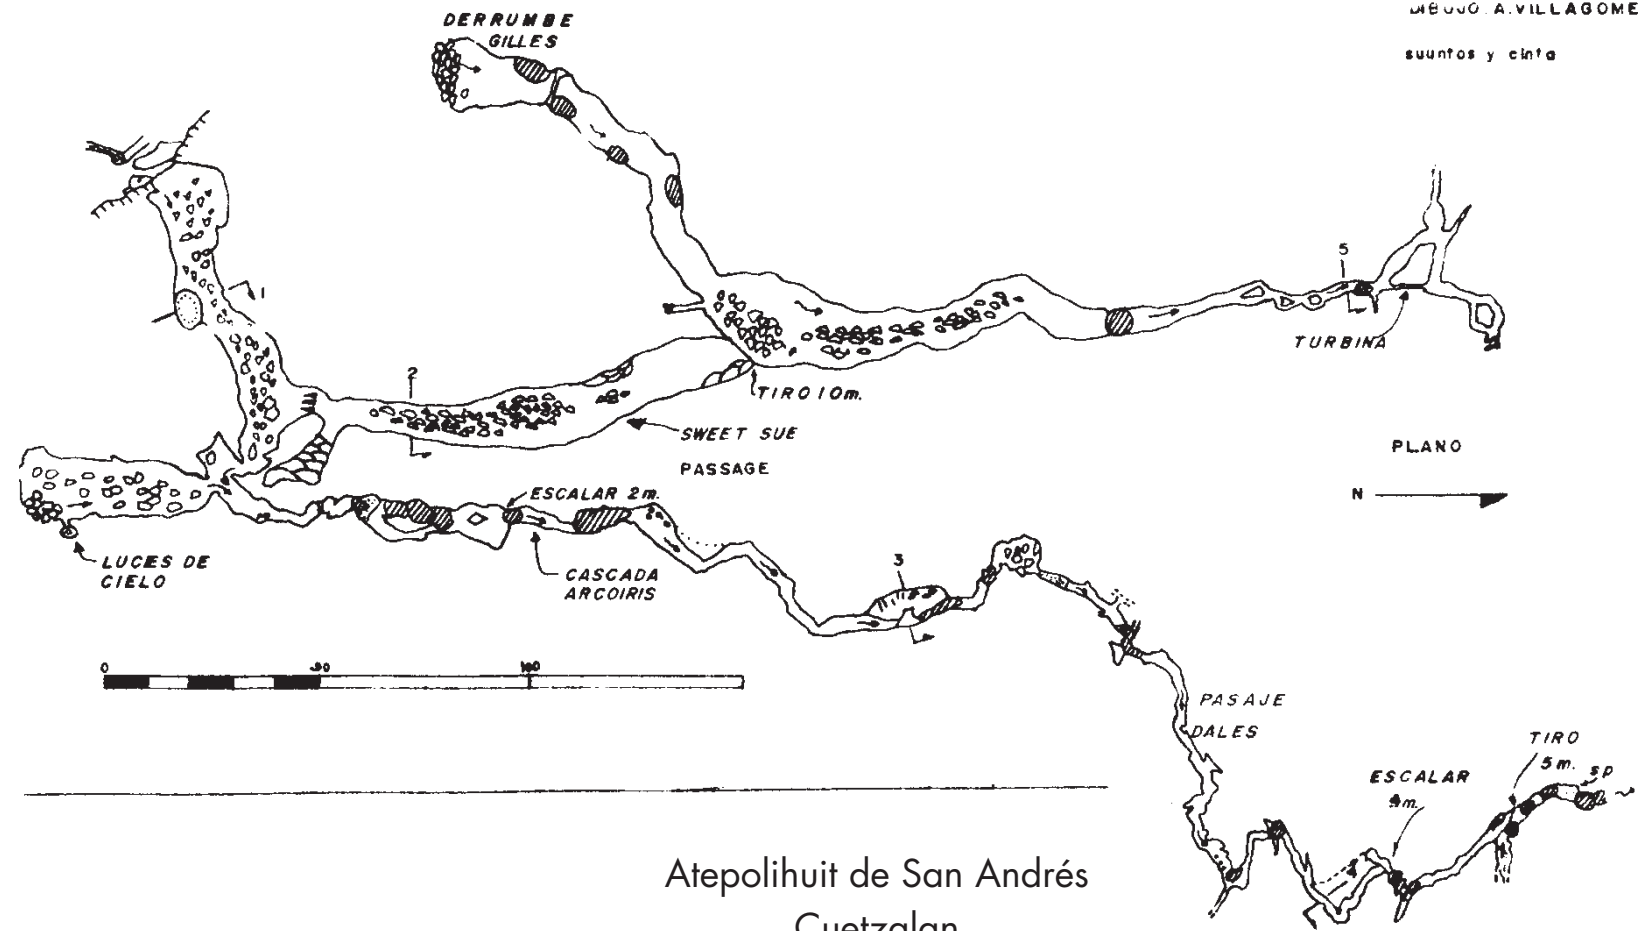 DERRUMBE
GILLES
DIBUJO. A. VILLAGOME
suuntos y cinta
1
2
5
TURBINA
TIRO 10m.
SWEET SUE
PASSAGE
PLANO
N
ESCALAR 2m.
LUCES DE
CIELO
CASCADA
ARCOIRIS
3
0
50
100
PASAJE
DALES
TIRO
5m.
sp
ESCALAR
m.
Atepolihuit de San Andrés
Cuetzalan